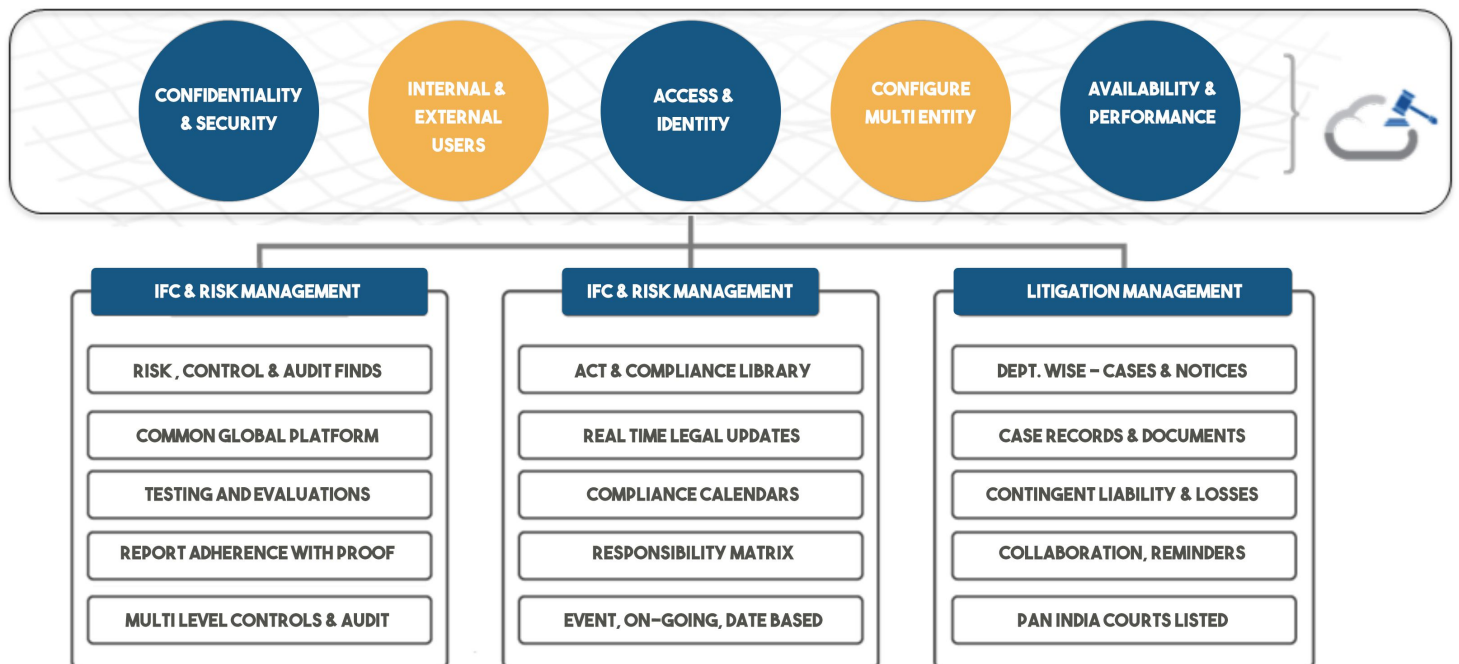 CONFIDENTIALITY
& SECURITY
INTERNAL &
EXTERNAL
USERS
ACCESS &
IDENTITY
CONFIGURE
MULTI ENTITY
AVAILABILITY &
PERFORMANCE
IFC & RISK MANAGEMENT
RISK , CONTROL & AUDIT FINDS
COMMON GLOBAL PLATFORM
TESTING AND EVALUATIONS
REPORT ADHERENCE WITH PROOF
MULTI LEVEL CONTROLS & AUDIT
IFC & RISK MANAGEMENT
ACT & COMPLIANCE LIBRARY
REAL TIME LEGAL UPDATES
COMPLIANCE CALENDARS
RESPONSIBILITY MATRIX
EVENT, ON-GOING, DATE BASED
LITIGATION MANAGEMENT
DEPT. WISE – CASES & NOTICES
CASE RECORDS & DOCUMENTS
CONTINGENT LIABILITY & LOSSES
COLLABORATION, REMINDERS
PAN INDIA COURTS LISTED